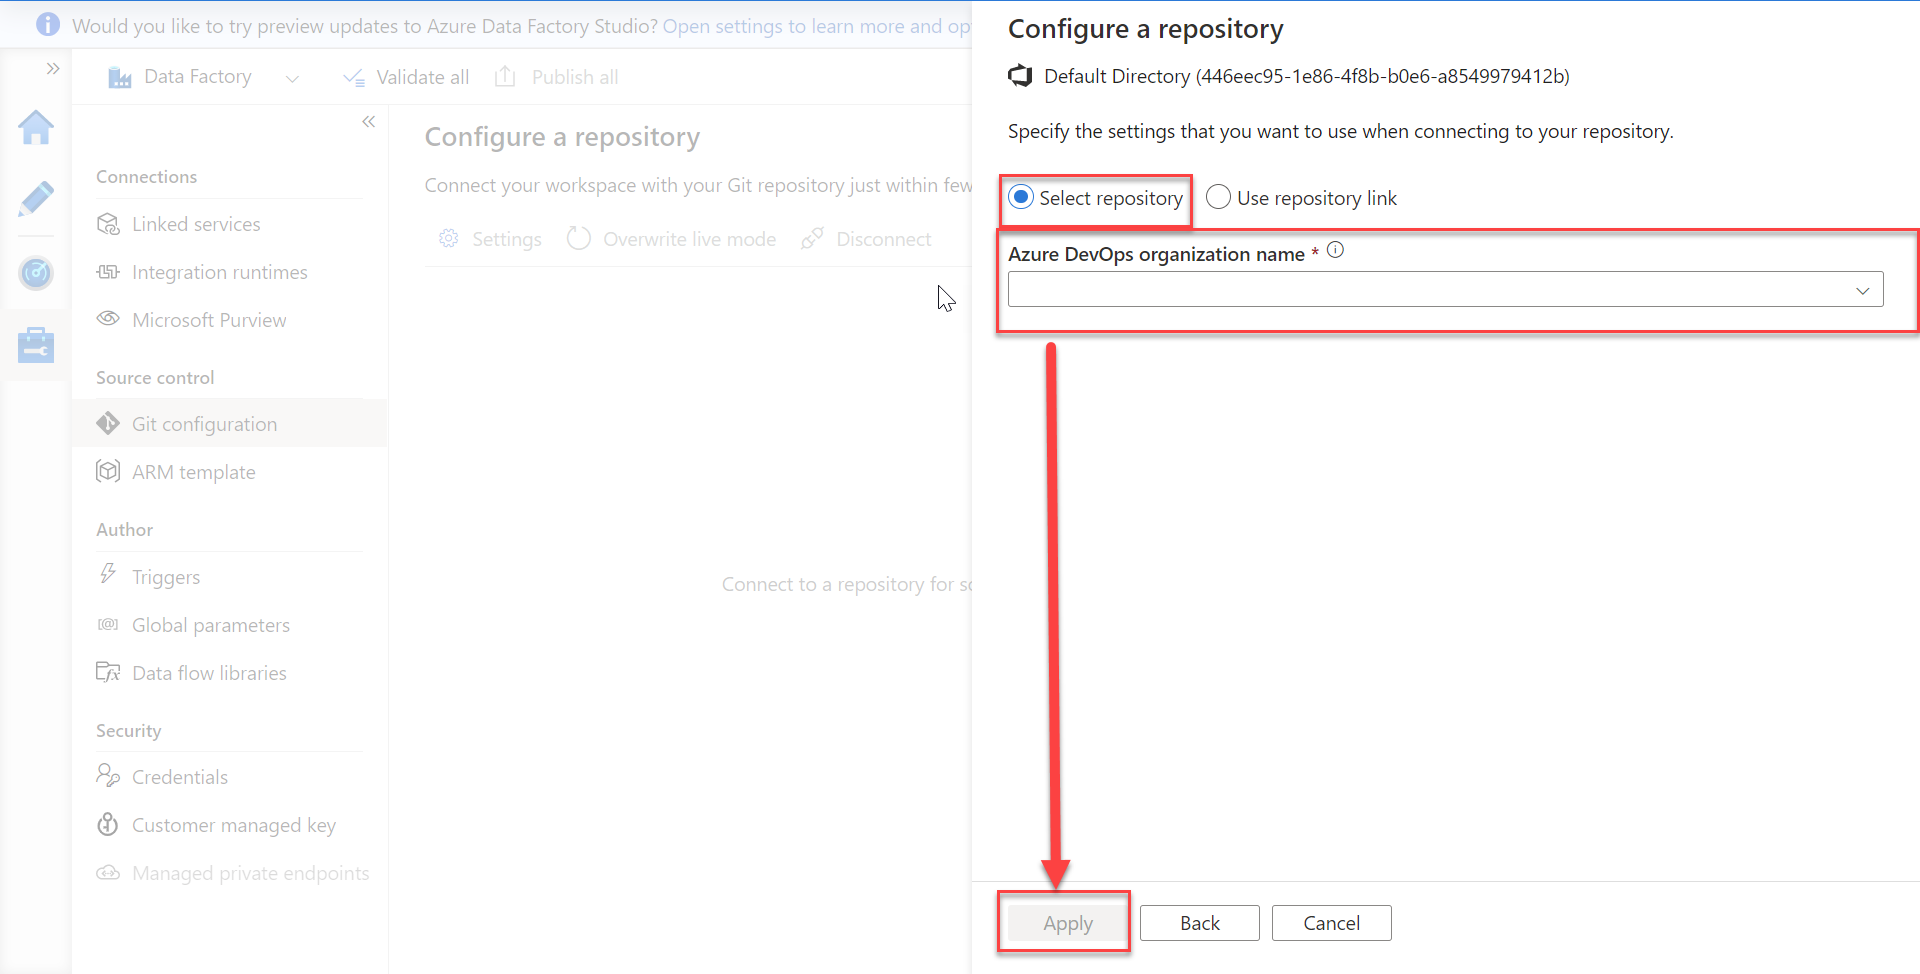 Would you like to try preview updates to Azure Data Factory Studio? Open settings to learn more and op
Data Factory
Validate all
Publish all
Connections
Linked services
Integration runtimes
Microsoft Purview
Source control
Git configuration
ARM template
Author
Triggers
Global parameters
Data flow libraries
Security
Credentials
Customer managed key
Managed private endpoints
Configure a repository
Connect your workspace with your Git repository just within few
Settings
Overwrite live mode
Disconnect
Connect to a repository for sc
Configure a repository
Default Directory (446eec95-1e86-4f8b-b0e6-a8549979412b)
Specify the settings that you want to use when connecting to your repository.
Select repository
Use repository link
Azure DevOps organization name *
Apply
Back
Cancel